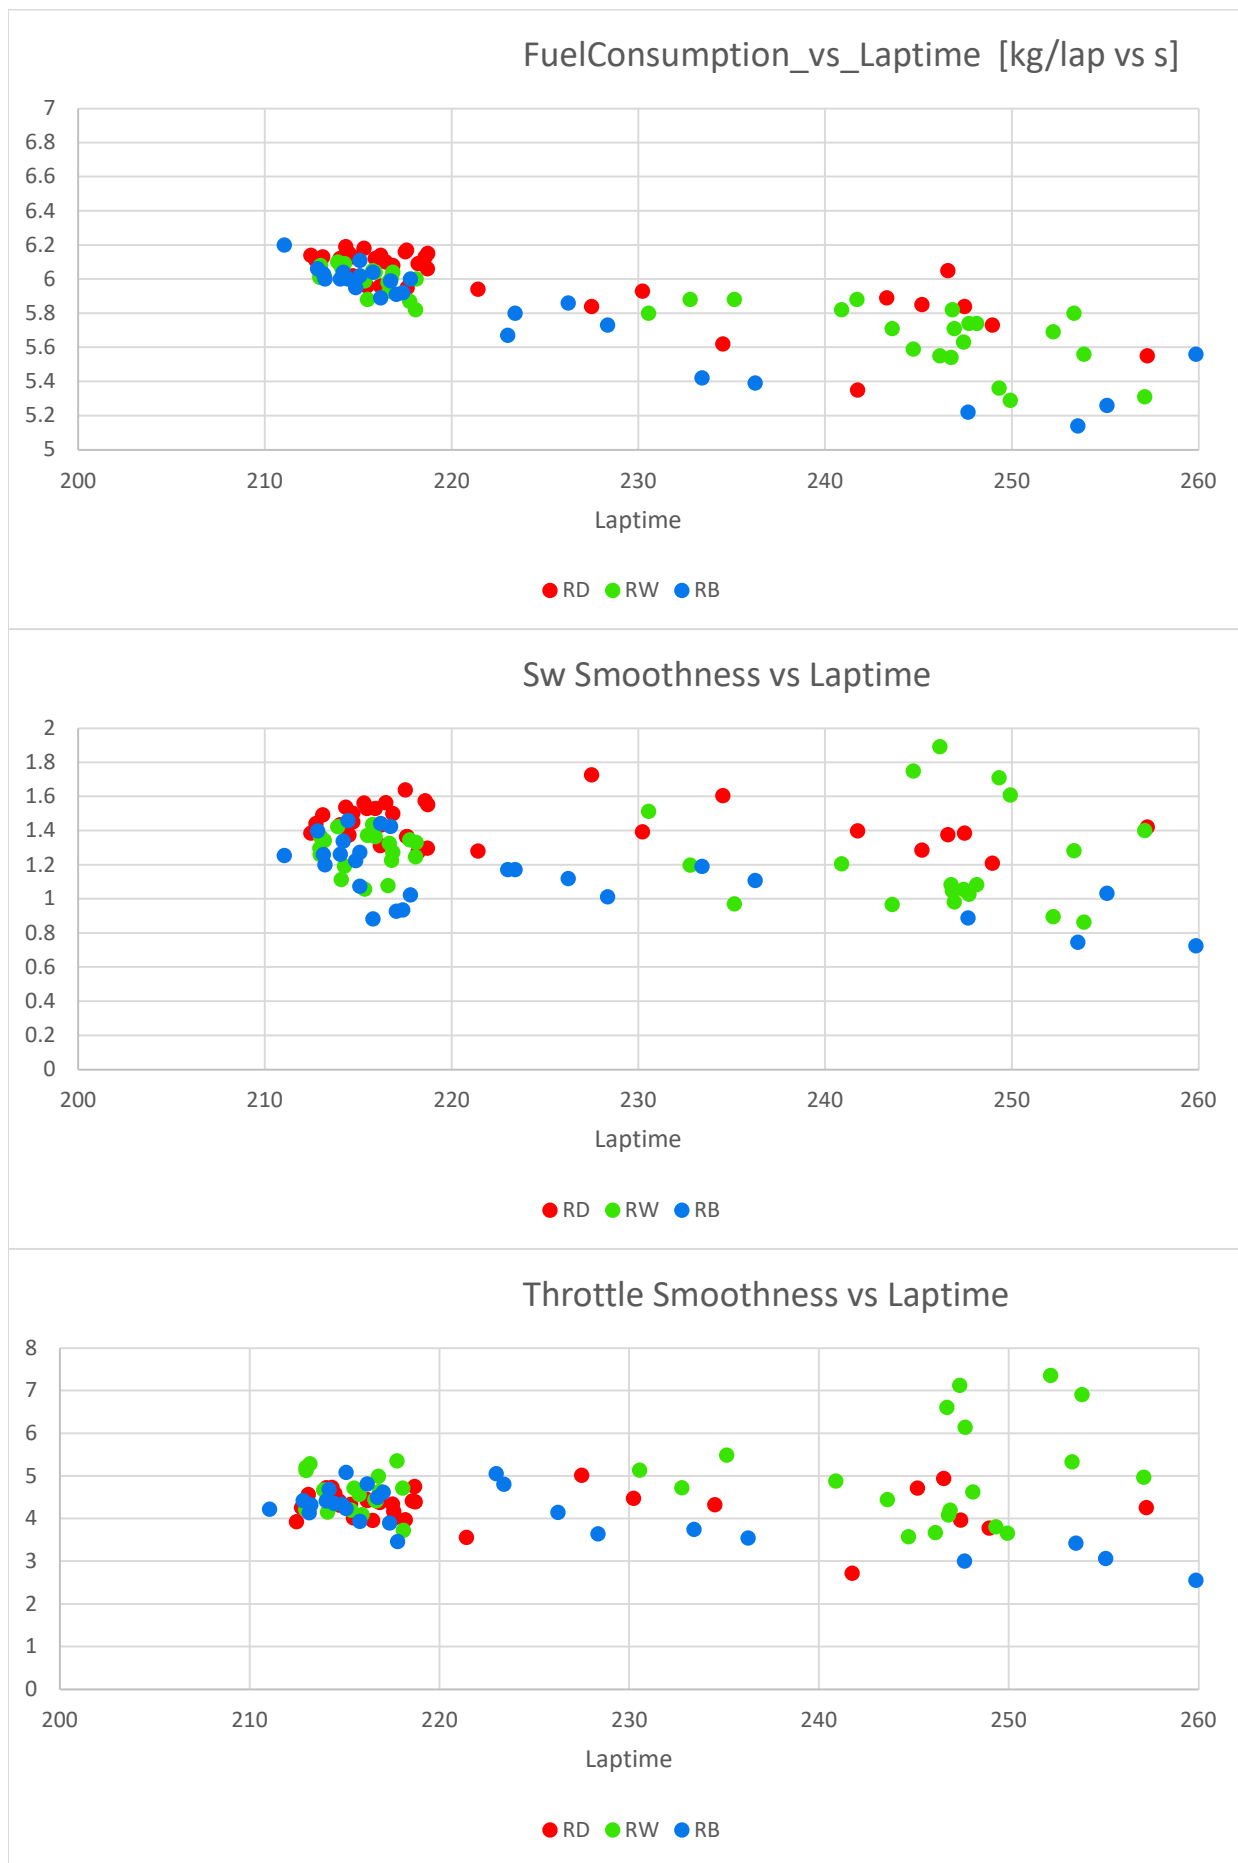 FuelConsumption_vs_Laptime [kg/lap vs s]
7
6.8
6.6
6.4
6.2
6
5.8
5.6
5.4
5.2
5
200 210 220 230 240 250 260
Laptime
RD RW RB
Sw Smoothness vs Laptime
2
1.8
1.6
1.4
1.2
1
0.8
0.6
0.4
0.2
0
200 210 220 230 240 250 260
Laptime
RD RW RB
Throttle Smoothness vs Laptime
8
7
6
5
4
3
2
1
0
200 210 220 230 240 250 260
Laptime
RD RW RB